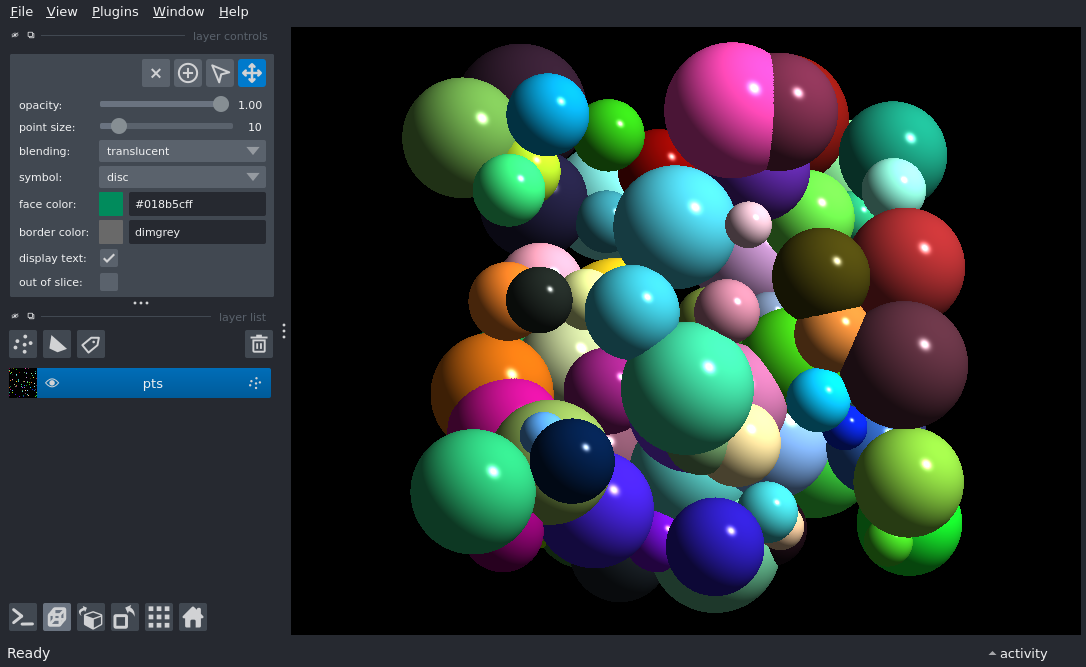 File View Plugins Window Help
layer controls
opacity: 1.00
point size: 10
blending: translucent
symbol: disc
face color: #018b5cff
border color: dimgrey
display text:
out of slice:
layer list
pts
Ready activity